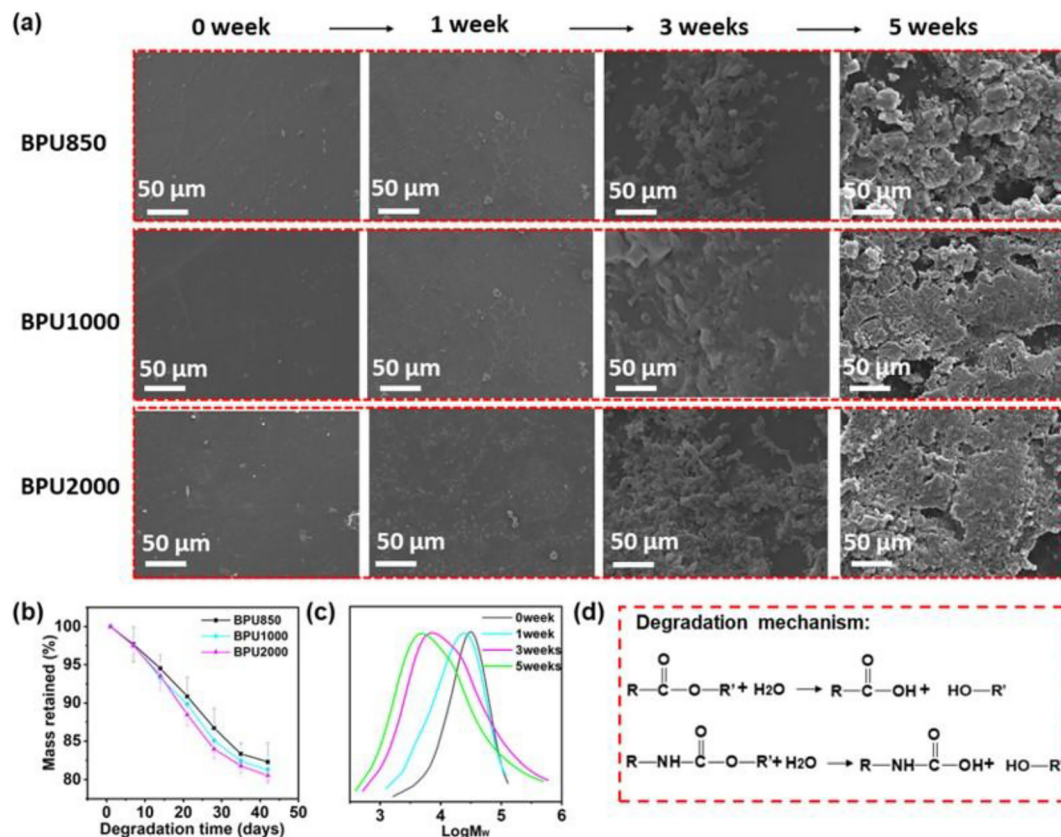 (a) 0 week 1 week 3 weeks 5 weeks
BPU850
50 μm 50 μm 50 μm 50 μm
BPU1000
50 μm 50 μm 50 μm 50 μm
BPU2000
50 μm 50 μm 50 μm 50 μm
(b)
Mass retained (%)
100
95
90
85
80
BPU850
BPU1000
BPU2000
0 10 20 30 40 50
Degradation time (days)
(c)
0week
1week
3weeks
5weeks
3 4 5 6
LogMw
(d)
Degradation mechanism:
O O
R—C—O—R'+ H2O → R—C—OH+ HO—R'
O O
R—NH—C—O—R'+H2O → R—NH—C—OH+ HO—R